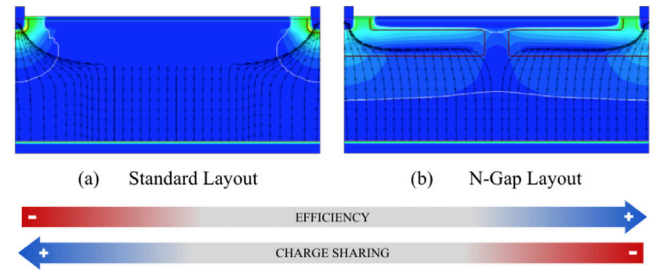 (a) Standard Layout
(b) N-Gap Layout
- EFFICIENCY +
+ CHARGE SHARING -